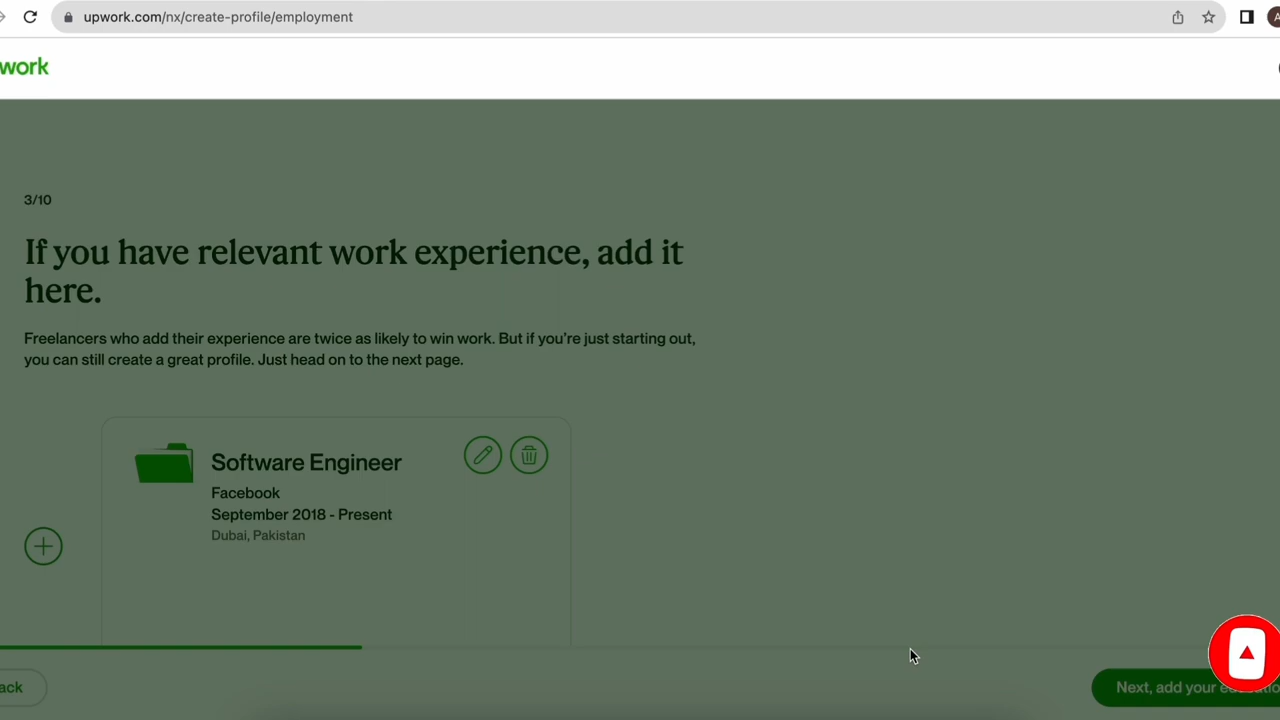 upwork.com/nx/create-profile/employment
work
3/10
If you have relevant work experience, add it
here.
Freelancers who add their experience are twice as likely to win work. But if you're just starting out,
you can still create a great profile. Just head on to the next page.
Software Engineer
Facebook
September 2018 - Present
Dubai, Pakistan
ack
Next, add your